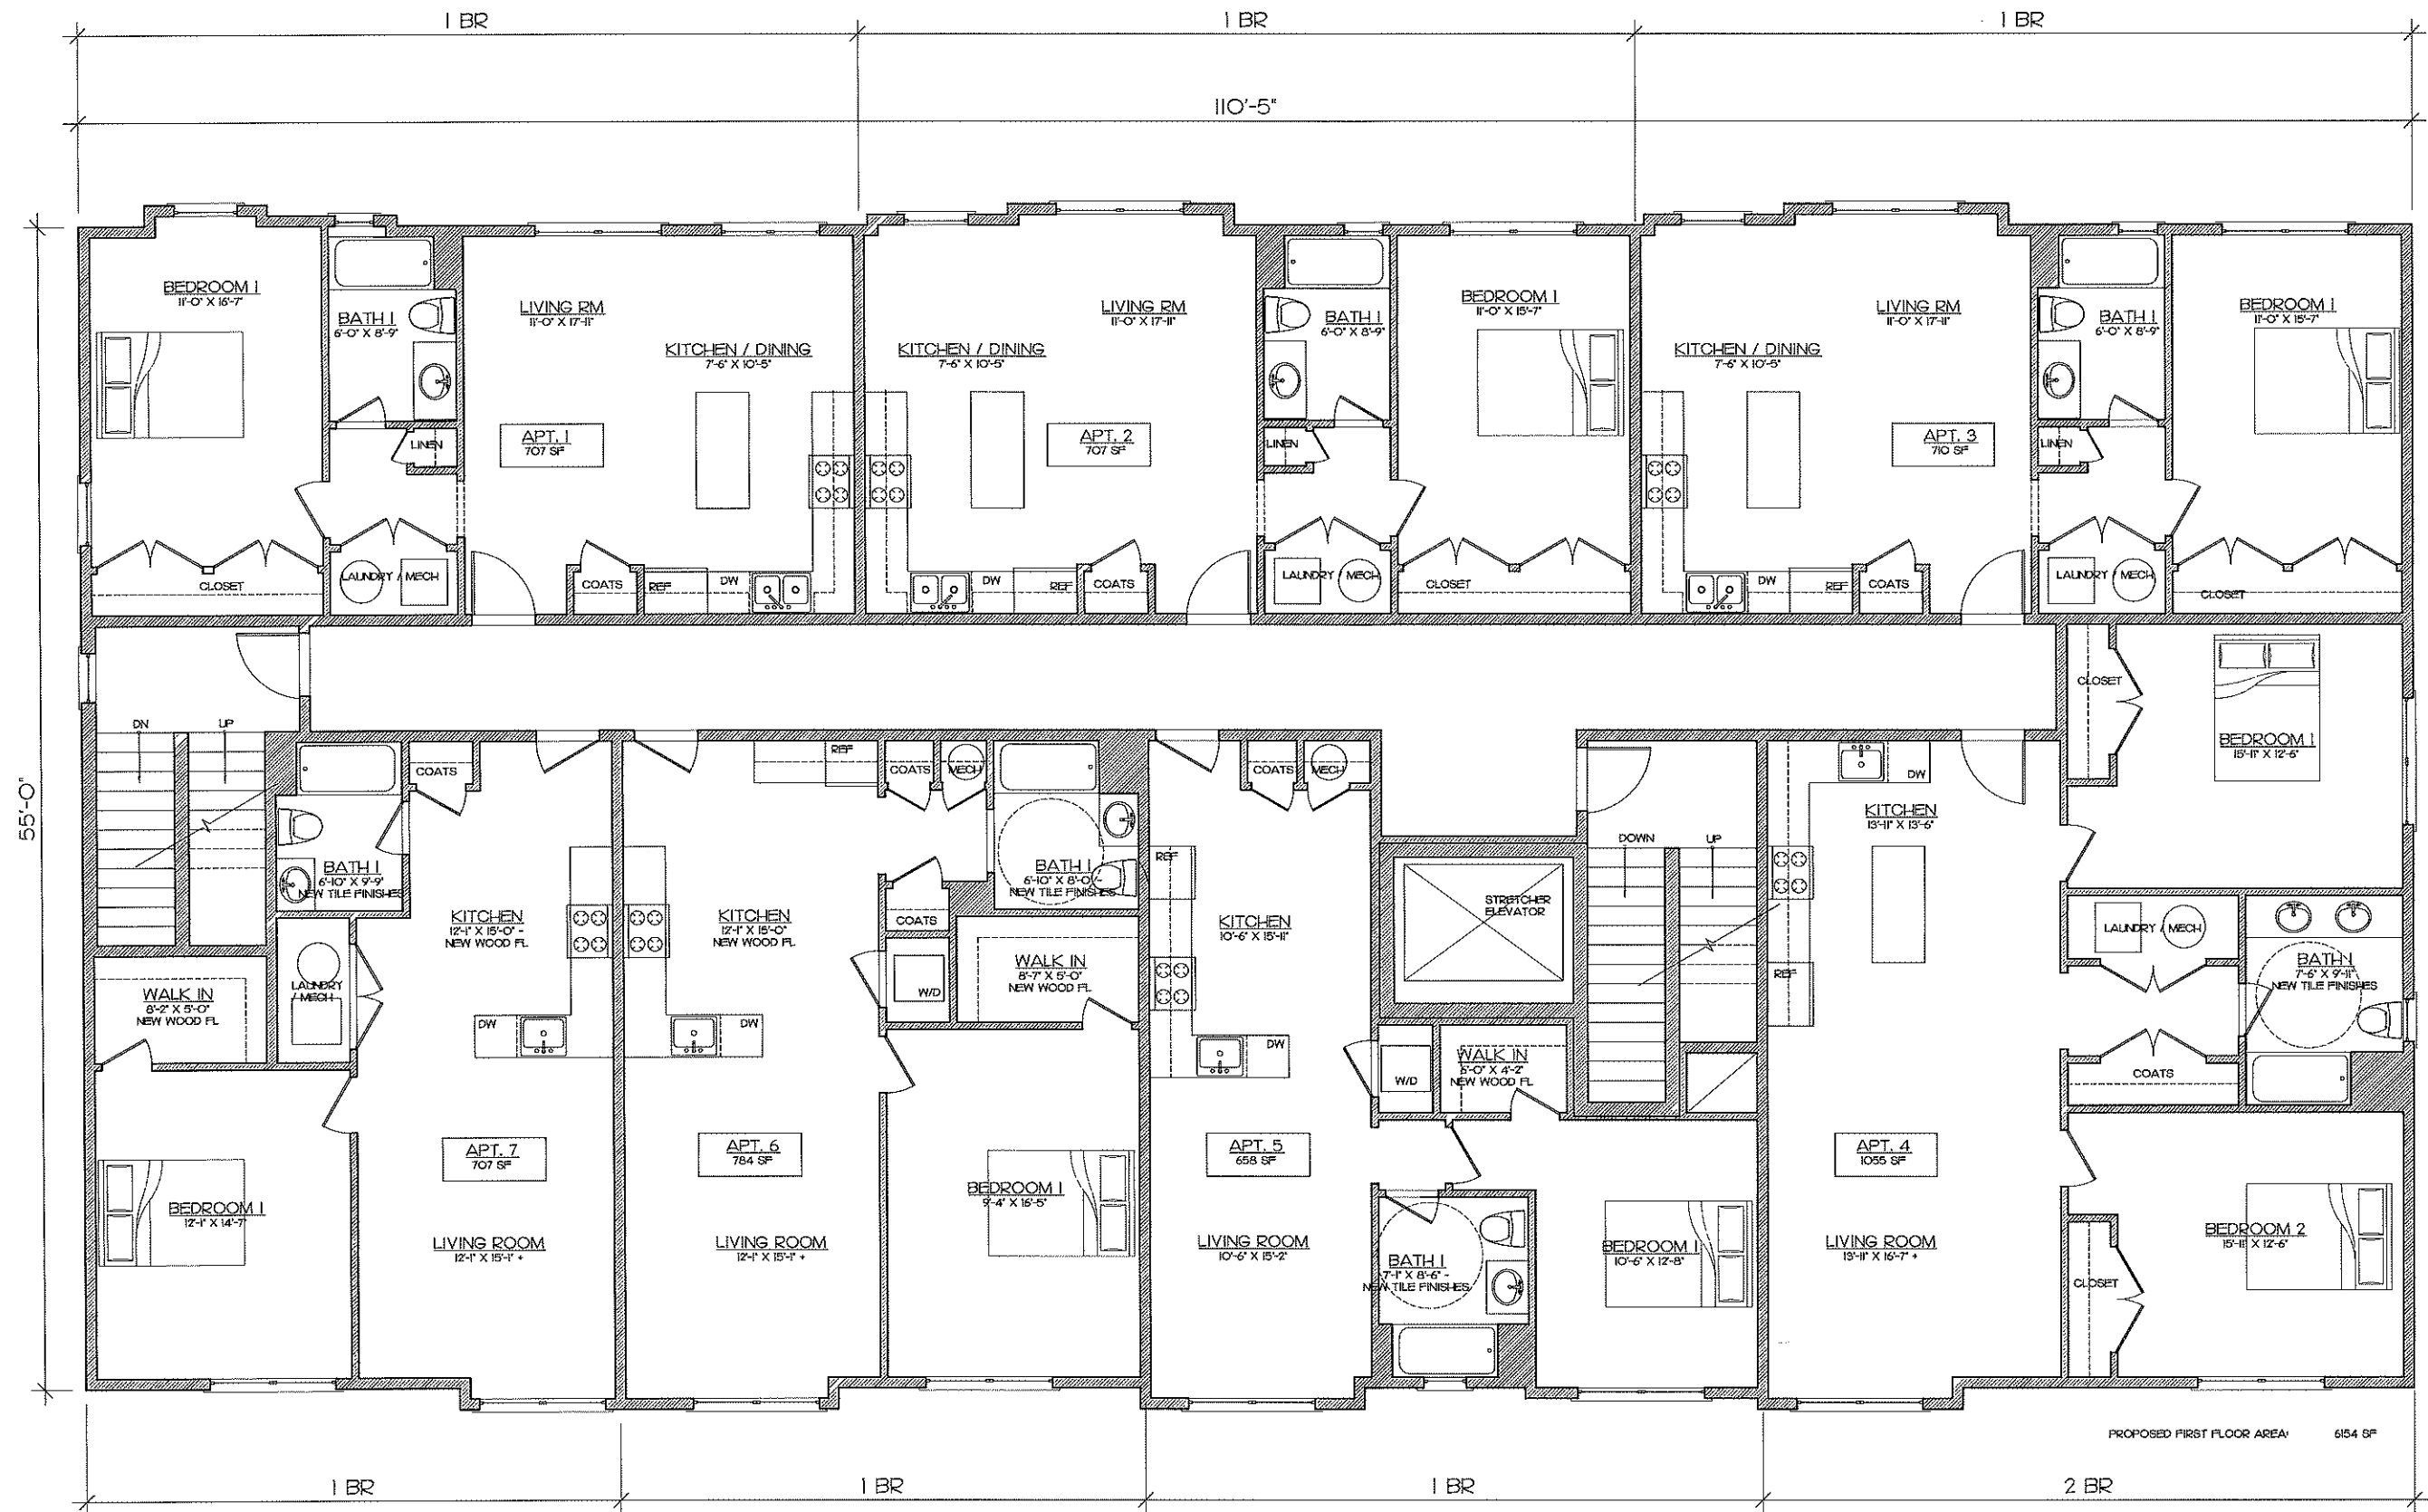 1 BR
1 BR
1 BR
110'-5"
55'-0"
BEDROOM 1
11'-0" X 16'-7"
BATH 1
6'-0" X 8'-9"
LINEN
LIVING RM
11'-0" X 17'-11"
KITCHEN / DINING
7'-6" X 10'-5"
APT. 1
707 SF
CLOSET
LAUNDRY / MECH
COATS
REF
DW
LIVING RM
11'-0" X 17'-11"
KITCHEN / DINING
7'-6" X 10'-5"
APT. 2
707 SF
BATH 1
6'-0" X 8'-9"
LINEN
BEDROOM 1
11'-0" X 15'-7"
DW
REF
COATS
LAUNDRY / MECH
CLOSET
LIVING RM
11'-0" X 17'-11"
KITCHEN / DINING
7'-6" X 10'-5"
APT. 3
710 SF
BATH 1
6'-0" X 8'-9"
LINEN
BEDROOM 1
11'-0" X 15'-7"
DW
REF
COATS
LAUNDRY / MECH
CLOSET
DN
UP
COATS
BATH 1
6'-10" X 9'-9"
NEW TILE FINISHES
KITCHEN
12'-1" X 15'-0" -
NEW WOOD FL.
LAUNDRY
/ MECH
WALK IN
8'-2" X 5'-0"
NEW WOOD FL
DW
APT. 7
707 SF
BEDROOM 1
12'-1" X 14'-7"
LIVING ROOM
12'-1" X 15'-1" +
REF
COATS
MECH
BATH 1
6'-10" X 8'-0" -
NEW TILE FINISHES
KITCHEN
12'-1" X 15'-0"
NEW WOOD FL.
COATS
WALK IN
8'-7" X 5'-0"
NEW WOOD FL
W/D
DW
APT. 6
784 SF
BEDROOM 1
9'-4" X 16'-5"
LIVING ROOM
12'-1" X 15'-1" +
COATS
MECH
REF
KITCHEN
10'-6" X 15'-11"
DW
STRETCHER
ELEVATOR
DOWN
UP
W/D
WALK IN
6'-0" X 4'-2"
NEW WOOD FL
APT. 5
658 SF
LIVING ROOM
10'-6" X 15'-2"
BATH 1
7'-1" X 8'-6" -
NEW TILE FINISHES
BEDROOM 1
10'-6" X 12'-8"
DW
KITCHEN
13'-11" X 13'-6"
REF
APT. 4
1055 SF
LIVING ROOM
13'-11" X 16'-7" +
CLOSET
BEDROOM 1
15'-11" X 12'-6"
LAUNDRY / MECH
BATH 1
7'-6" X 9'-11"
NEW TILE FINISHES
COATS
BEDROOM 2
15'-11" X 12'-6"
CLOSET
PROPOSED FIRST FLOOR AREA: 6154 SF
1 BR
1 BR
1 BR
2 BR